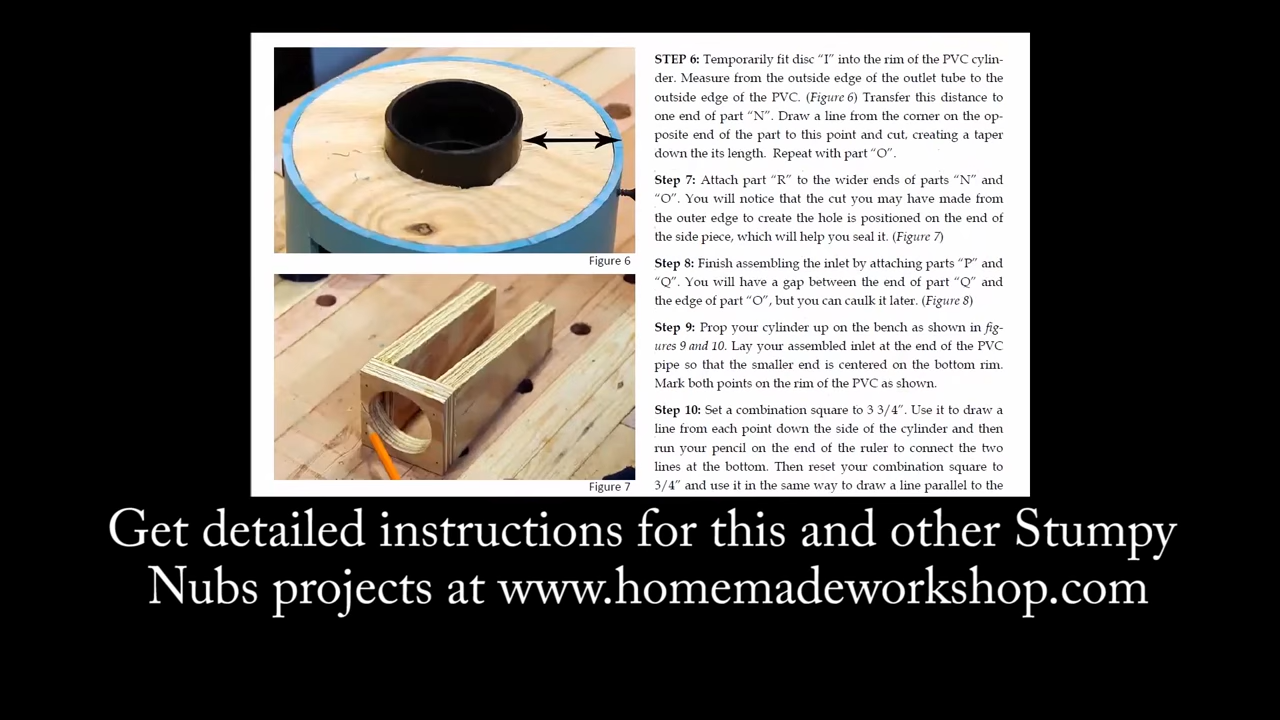 STEP 6: Temporarily fit disc “I” into the rim of the PVC cylin-
der. Measure from the outside edge of the outlet tube to the
outside edge of the PVC. (Figure 6) Transfer this distance to
one end of part “N”. Draw a line from the corner on the op-
posite end of the part to this point and cut, creating a taper
down the its length. Repeat with part “O”.
Step 7: Attach part “R” to the wider ends of parts “N” and
“O”. You will notice that the cut you may have made from
the outer edge to create the hole is positioned on the end of
the side piece, which will help you seal it. (Figure 7)
Step 8: Finish assembling the inlet by attaching parts “P” and
“Q”. You will have a gap between the end of part “Q” and
the edge of part “O”, but you can caulk it later. (Figure 8)
Step 9: Prop your cylinder up on the bench as shown in fig-
ures 9 and 10. Lay your assembled inlet at the end of the PVC
pipe so that the smaller end is centered on the bottom rim.
Mark both points on the rim of the PVC as shown.
Step 10: Set a combination square to 3 3/4”. Use it to draw a
line from each point down the side of the cylinder and then
run your pencil on the end of the ruler to connect the two
lines at the bottom. Then reset your combination square to
3/4” and use it in the same way to draw a line parallel to the
Figure 6
Figure 7
Get detailed instructions for this and other Stumpy
Nubs projects at www.homemadeworkshop.com